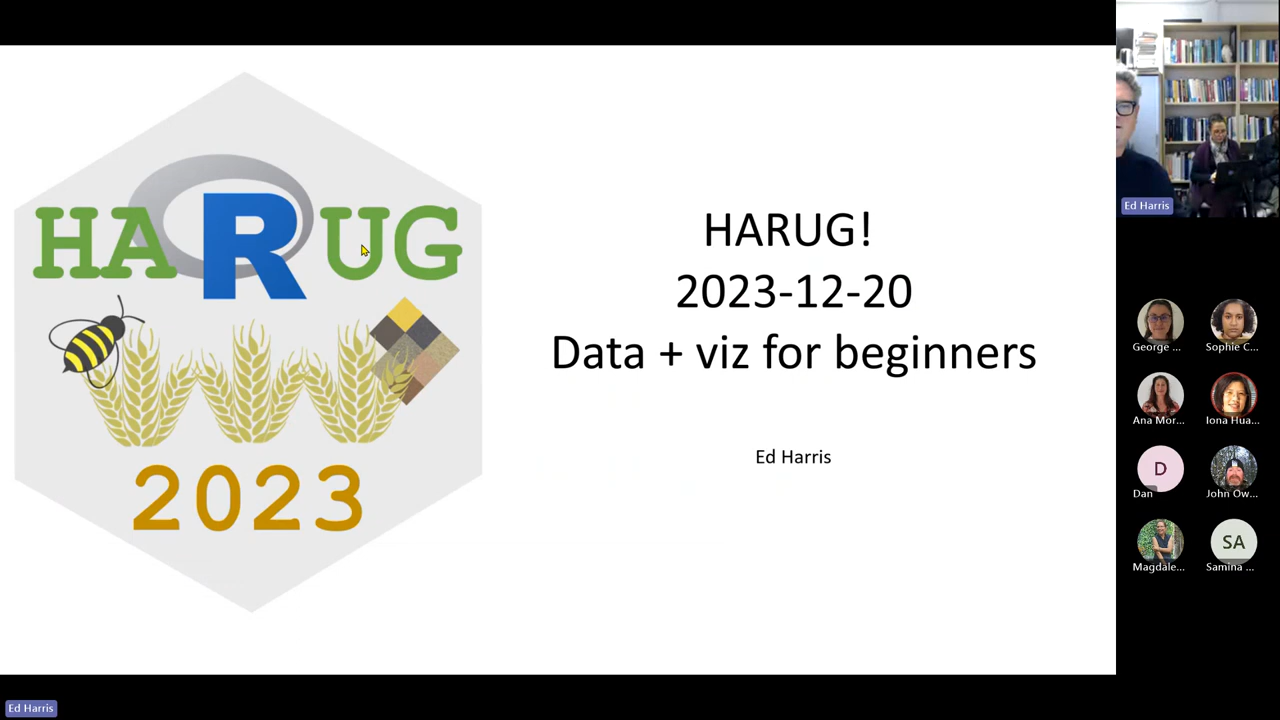 HARUG
2023
HARUG!
2023-12-20
Data + viz for beginners
Ed Harris
Ed Harris
George ...
Sophie C...
Ana Mor...
Iona Hua...
D
Dan
John Ow...
Magdale...
SA
Samina ...
Ed Harris